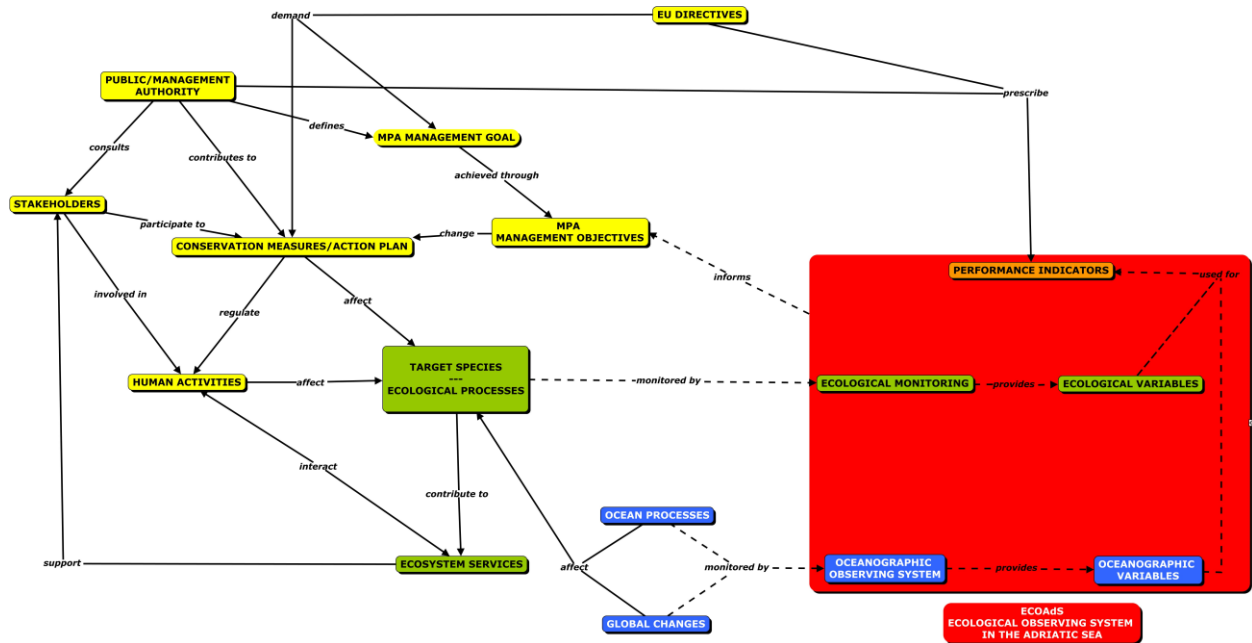 demand
EU DIRECTIVES
PUBLIC/MANAGEMENT
AUTHORITY
prescribe
defines
MPA MANAGEMENT GOAL
consults
contributes to
achieved through
STAKEHOLDERS
participate to
MPA
MANAGEMENT OBJECTIVES
change
CONSERVATION MEASURES/ACTION PLAN
informs
PERFORMANCE INDICATORS
used for
involved in
regulate
affect
TARGET SPECIES
---
ECOLOGICAL PROCESSES
HUMAN ACTIVITIES
affect
monitored by
ECOLOGICAL MONITORING
provides
ECOLOGICAL VARIABLES
interact
contribute to
OCEAN PROCESSES
support
ECOSYSTEM SERVICES
affect
monitored by
OCEANOGRAPHIC
OBSERVING SYSTEM
provides
OCEANOGRAPHIC
VARIABLES
GLOBAL CHANGES
ECOAdS
ECOLOGICAL OBSERVING SYSTEM
IN THE ADRIATIC SEA